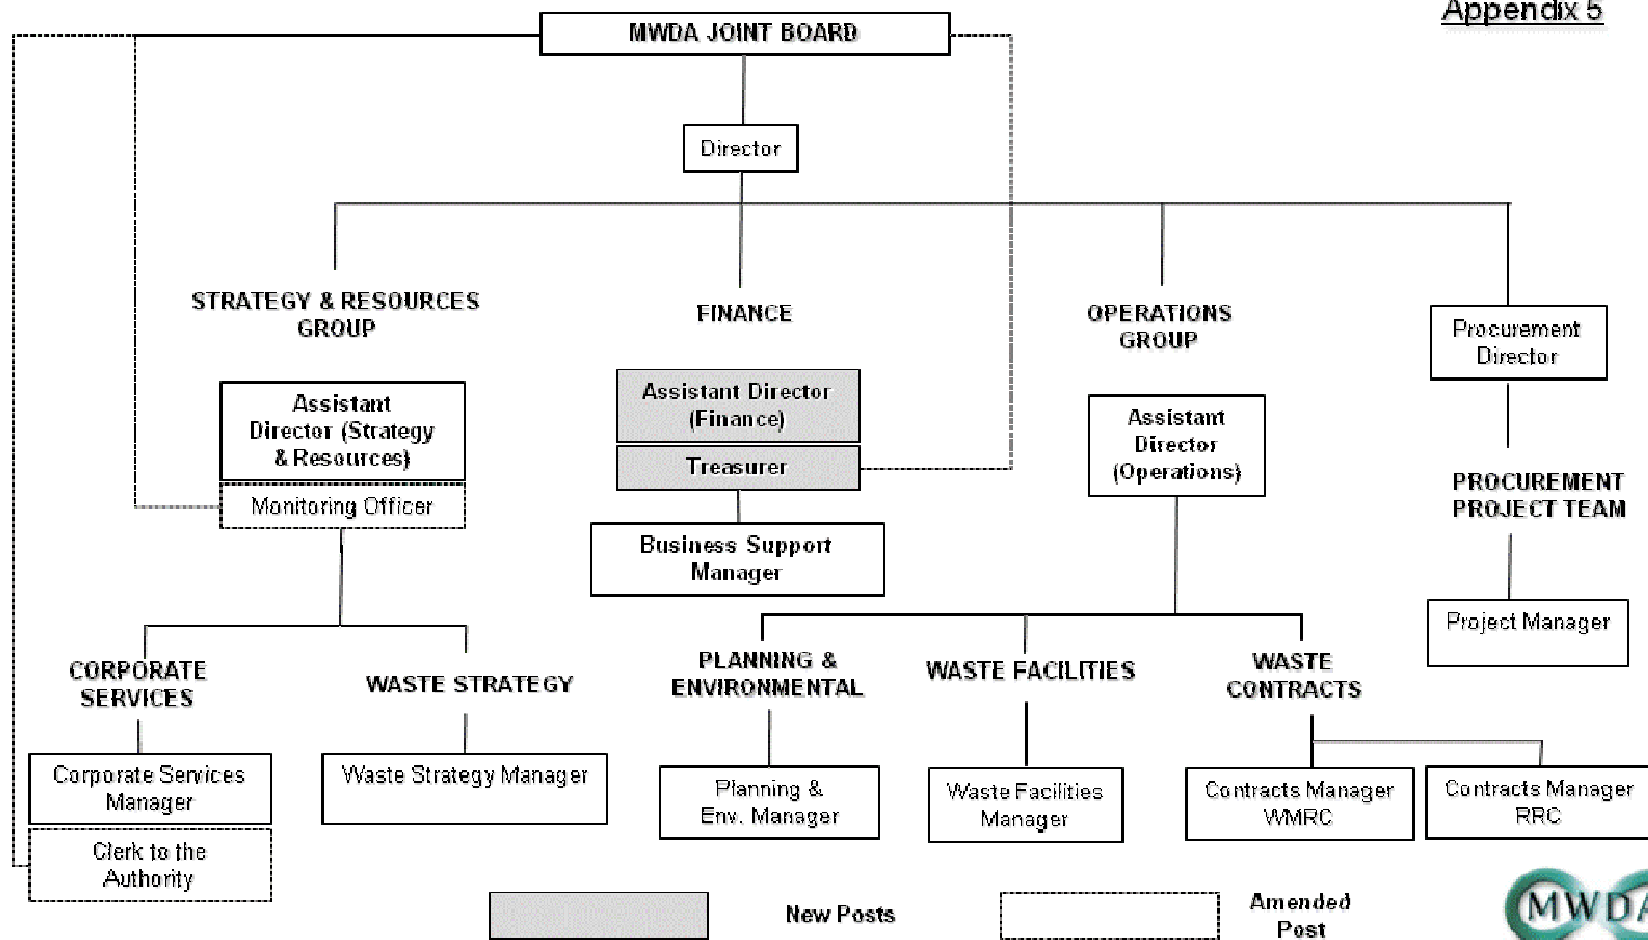 Appendix 5
MWDA JOINT BOARD
Director
STRATEGY & RESOURCES
GROUP
FINANCE
OPERATIONS
GROUP
Procurement
Director
Assistant
Director (Strategy
& Resources)
Monitoring Officer
Assistant Director
(Finance)
Treasurer
Business Support
Manager
Assistant
Director
(Operations)
PROCUREMENT
PROJECT TEAM
Project Manager
CORPORATE
SERVICES
WASTE STRATEGY
PLANNING &
ENVIRONMENTAL
WASTE FACILITIES
WASTE
CONTRACTS
Corporate Services
Manager
Clerk to the
Authority
Waste Strategy Manager
Planning &
Env. Manager
Waste Facilities
Manager
Contracts Manager
WMRC
Contracts Manager
RRC
New Posts
Amended
Post
MWDA